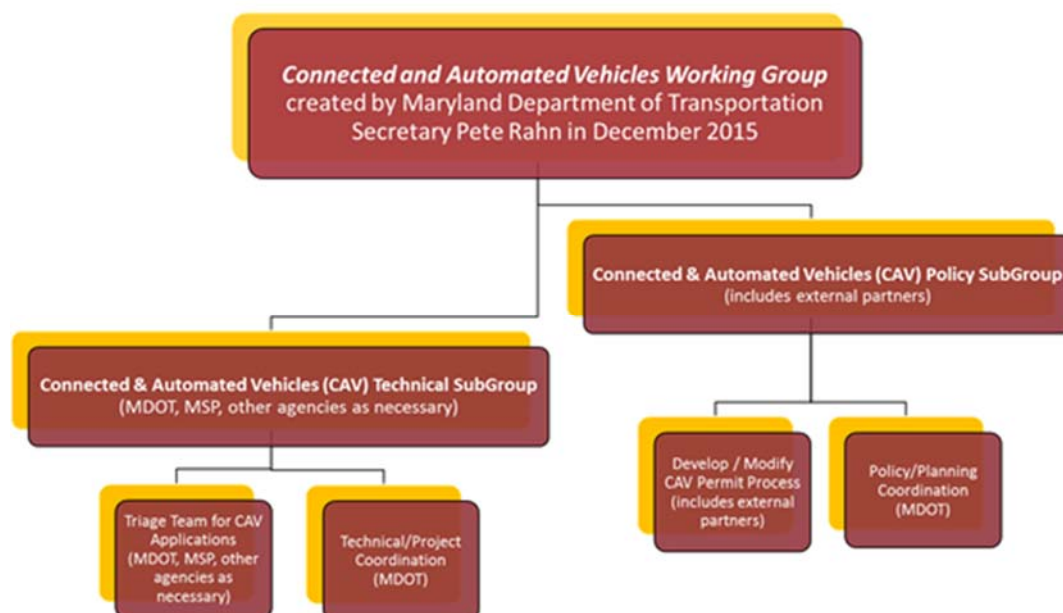 Connected and Automated Vehicles Working Group
created by Maryland Department of Transportation
Secretary Pete Rahn in December 2015
Connected & Automated Vehicles (CAV) Policy SubGroup
(includes external partners)
Connected & Automated Vehicles (CAV) Technical SubGroup
(MDOT, MSP, other agencies as necessary)
Develop / Modify
CAV Permit Process
(includes external
partners)
Policy/Planning
Coordination
(MDOT)
Triage Team for CAV
Applications
(MDOT, MSP, other
agencies as
necessary)
Technical/Project
Coordination
(MDOT)